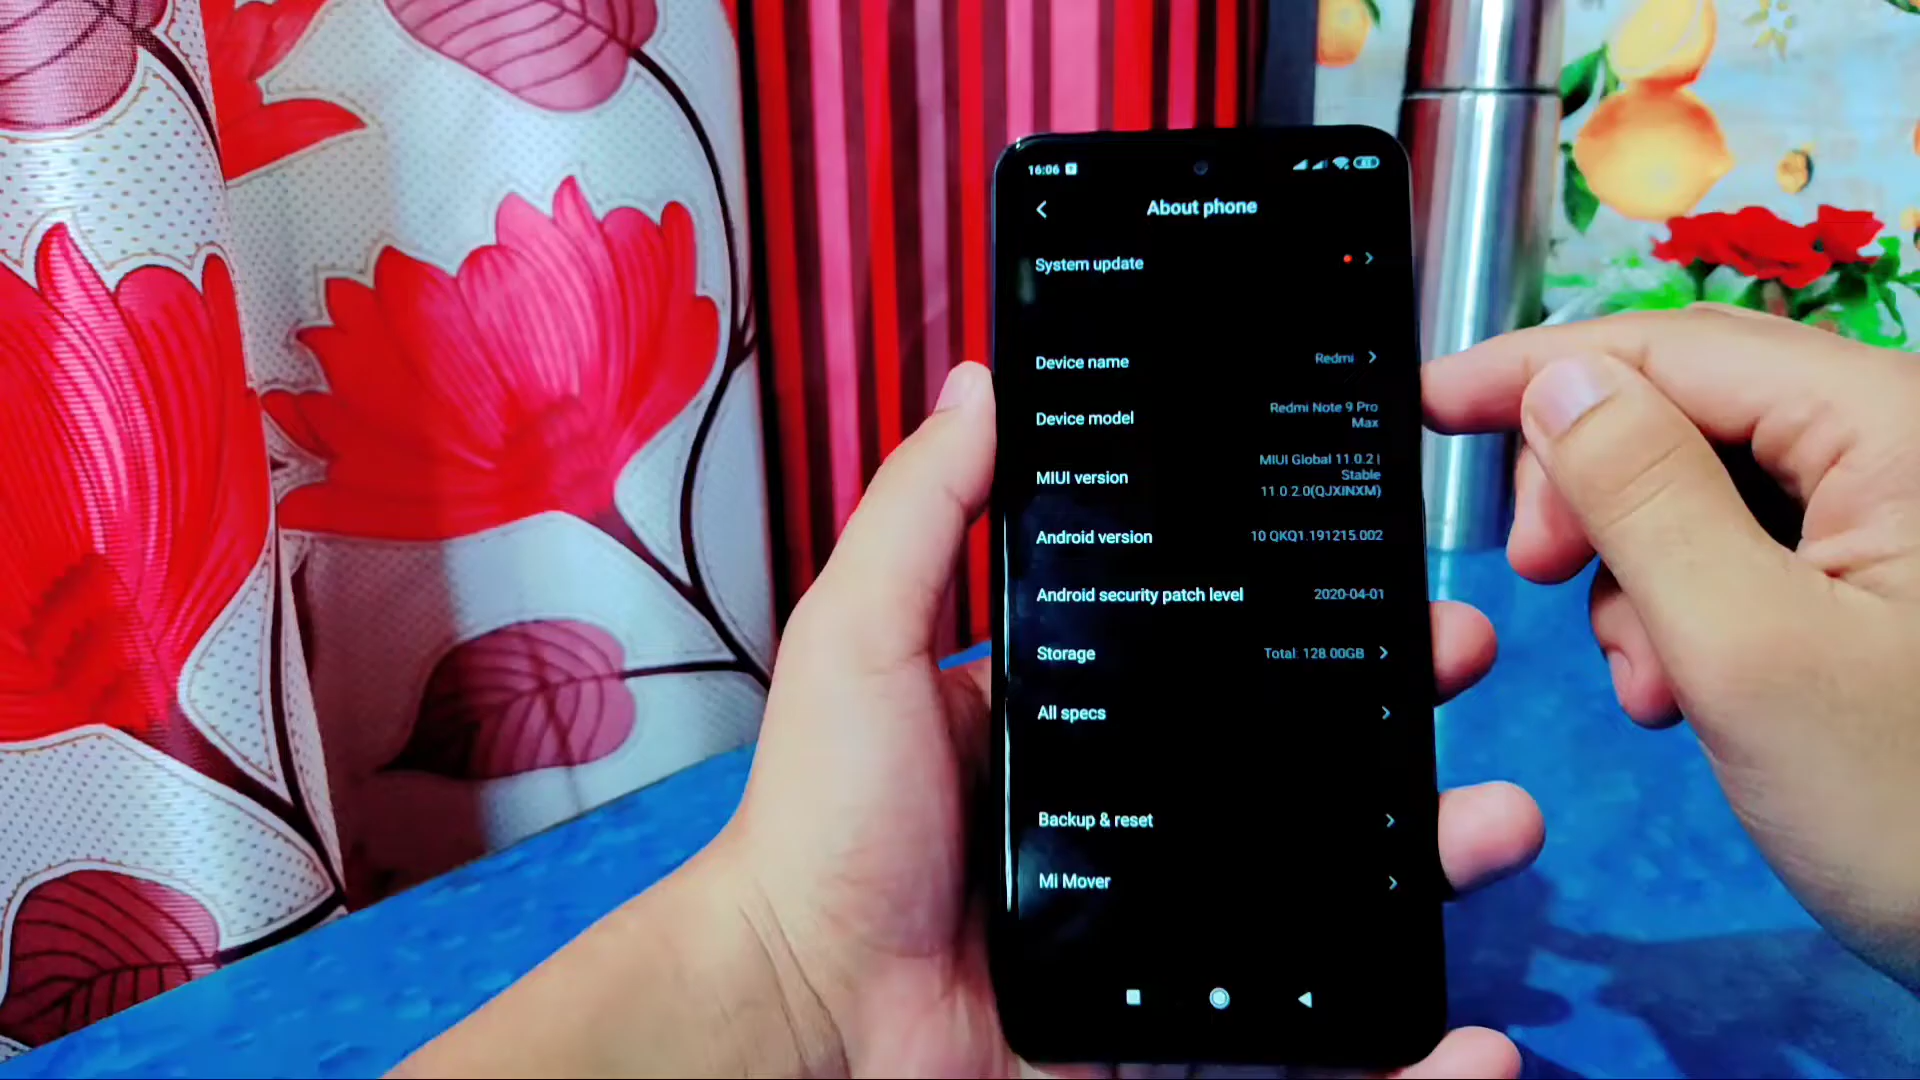 16:06
About phone
System update
Device name
Redmi
Device model
Redmi Note 9 Pro
Max
MIUI version
MIUI Global 11.0.2 |
Stable
11.0.2.0(QJXINXM)
Android version
10 QKQ1.191215.002
Android security patch level
2020-04-01
Storage
Total: 128.00GB
All specs
Backup & reset
Mi Mover